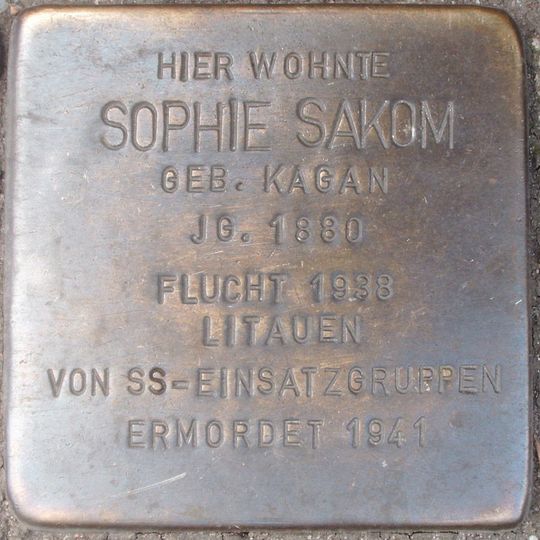 HIER WOHNTE
SOPHIE SAKOM
GEB. KAGAN
JG. 1880
FLUCHT 1938
LITAUEN
VON SS-EINSATZGRUPPEN
ERMORDET 1941